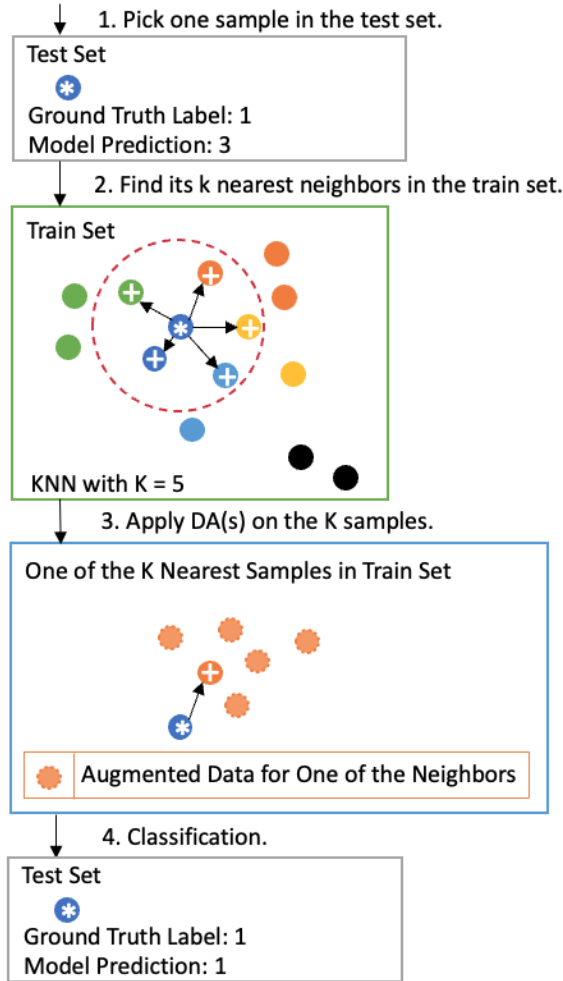 1. Pick one sample in the test set.
Test Set
Ground Truth Label: 1
Model Prediction: 3
2. Find its k nearest neighbors in the train set.
Train Set
KNN with K = 5
3. Apply DA(s) on the K samples.
One of the K Nearest Samples in Train Set
Augmented Data for One of the Neighbors
4. Classification.
Test Set
Ground Truth Label: 1
Model Prediction: 1